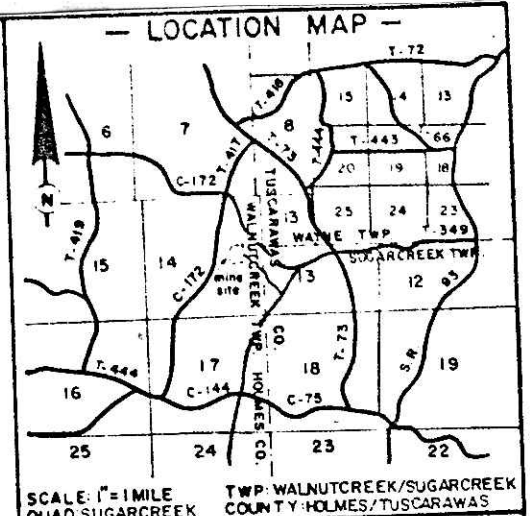 — LOCATION MAP —
T-72
T-416
15
4
13
6
7
8
T-417
T-73
T-444
T-443
T-66
20
19
18
C-172
TUSCARAWAS
WALNUTCREEK TWP.
HOLMES CO.
CO.
13
25
24
23
N
T-419
WAYNE TWP
T-349
SUGARCREEK TWP.
15
14
mine
site
13
12
C-172
S.R. 93
T-73
17
18
19
T-444
C-144
C-75
16
25
24
23
22
SCALE: 1"=1MILE
TWP: WALNUTCREEK/SUGARCREEK
QUAD: SUGARCREEK
COUNTY: HOLMES/TUSCARAWAS